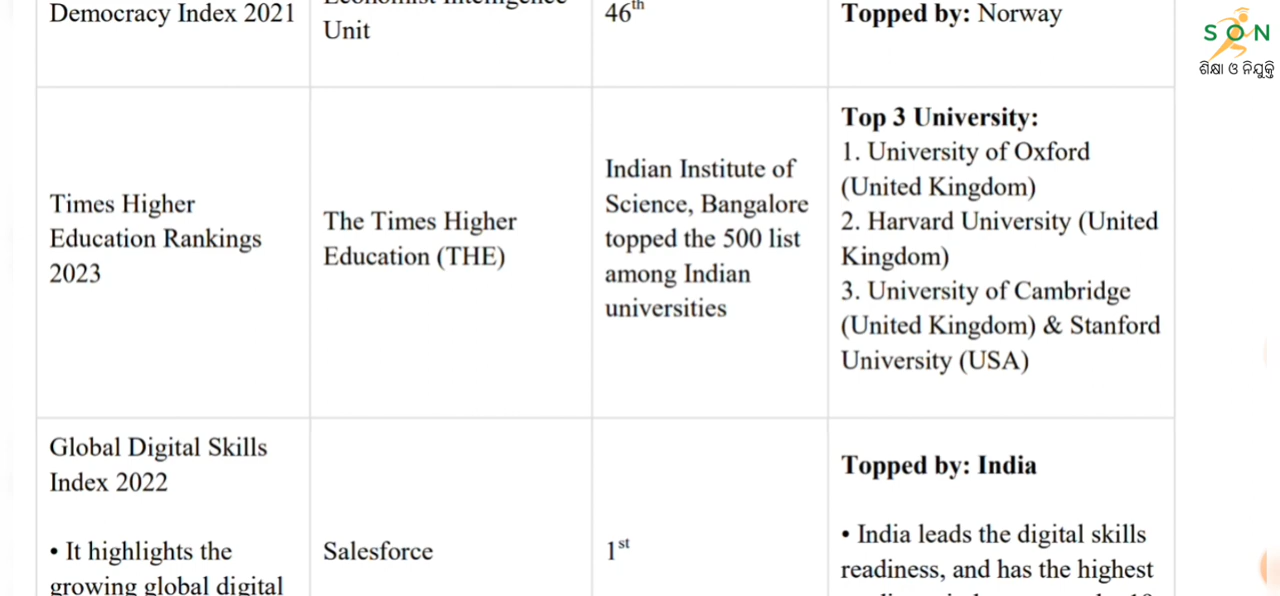 Democracy Index 2021
Unit
46th
Topped by: Norway
S O N
ଶିକ୍ଷା ଓ ନିଯୁକ୍ତି
Times Higher
Education Rankings
2023
The Times Higher
Education (THE)
Indian Institute of
Science, Bangalore
topped the 500 list
among Indian
universities
Top 3 University:
1. University of Oxford
(United Kingdom)
2. Harvard University (United
Kingdom)
3. University of Cambridge
(United Kingdom) & Stanford
University (USA)
Global Digital Skills
Index 2022
• It highlights the
growing global digital
Salesforce
1st
Topped by: India
• India leads the digital skills
readiness, and has the highest